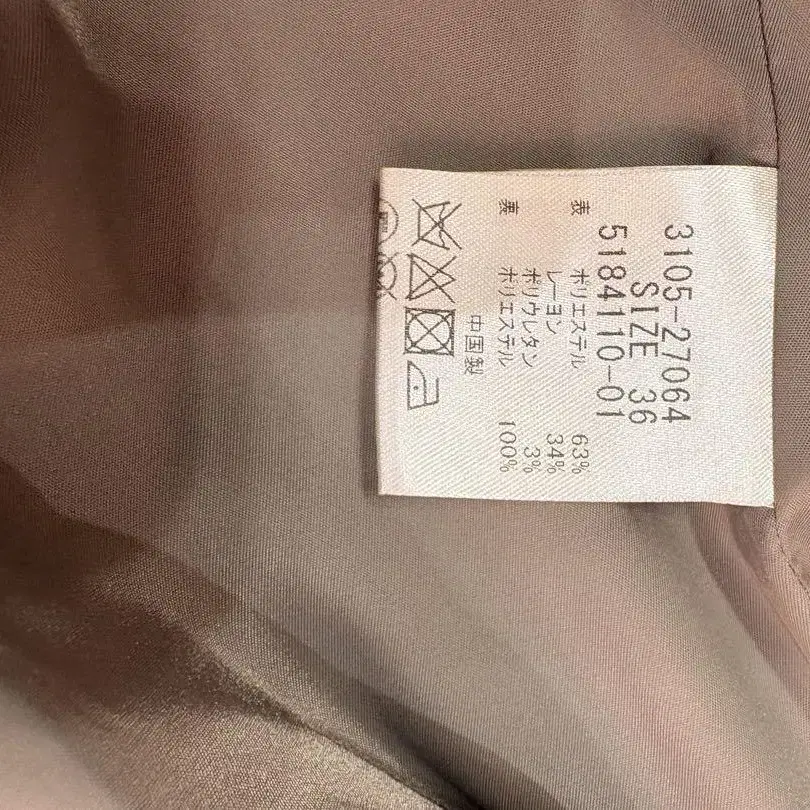 3105-27064
SIZE 36
5184110-01
表 ポリエステル 63%
レーヨン 34%
ポリウレタン 3%
表 ポリエステル 100%
中国製